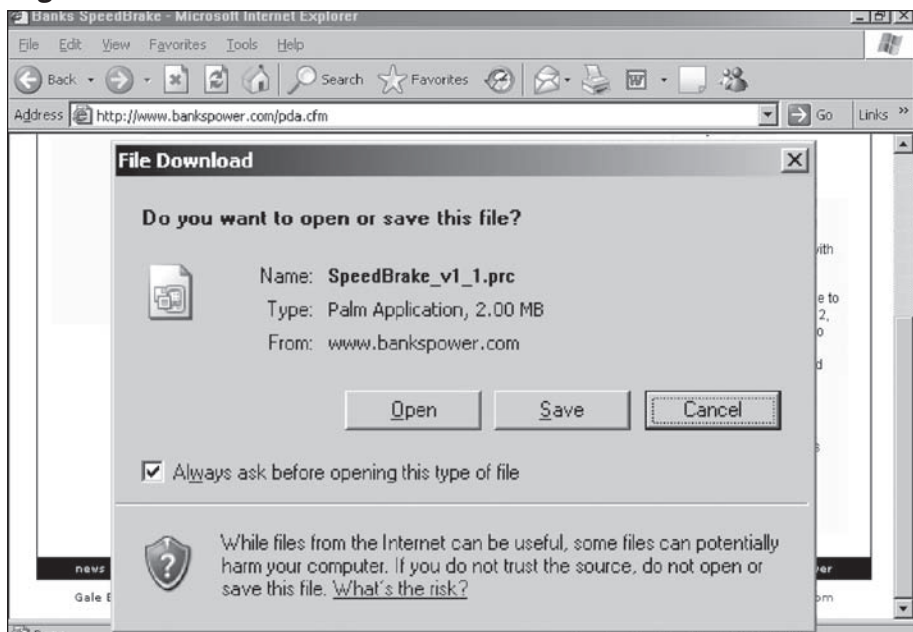 Banks SpeedBrake - Microsoft Internet Explorer
File Edit View Favorites Tools Help
Back Search Favorites
Address http://www.bankspower.com/pda.cfm Go Links »
File Download
Do you want to open or save this file?
Name: SpeedBrake_v1_1.prc
Type: Palm Application, 2.00 MB
From: www.bankspower.com
Open Save Cancel
Always ask before opening this type of file
While files from the Internet can be useful, some files can potentially
harm your computer. If you do not trust the source, do not open or
save this file. What's the risk?
e to
2,
news
Gale